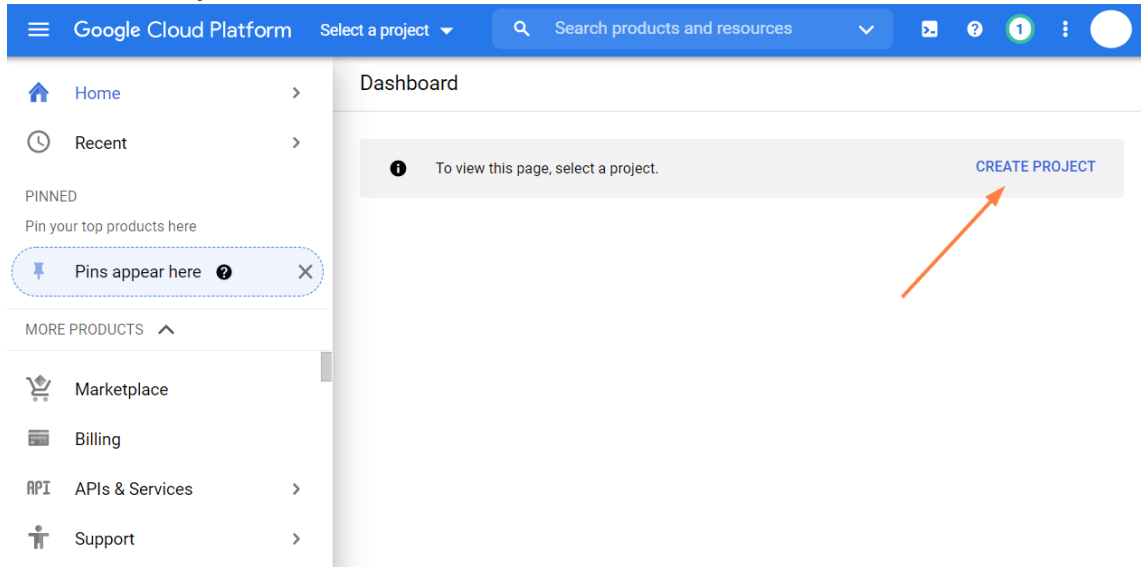 Google Cloud Platform
Select a project
Search products and resources
1
Home
Recent
PINNED
Pin your top products here
Pins appear here
MORE PRODUCTS
Marketplace
Billing
API APIs & Services
Support
Dashboard
To view this page, select a project.
CREATE PROJECT